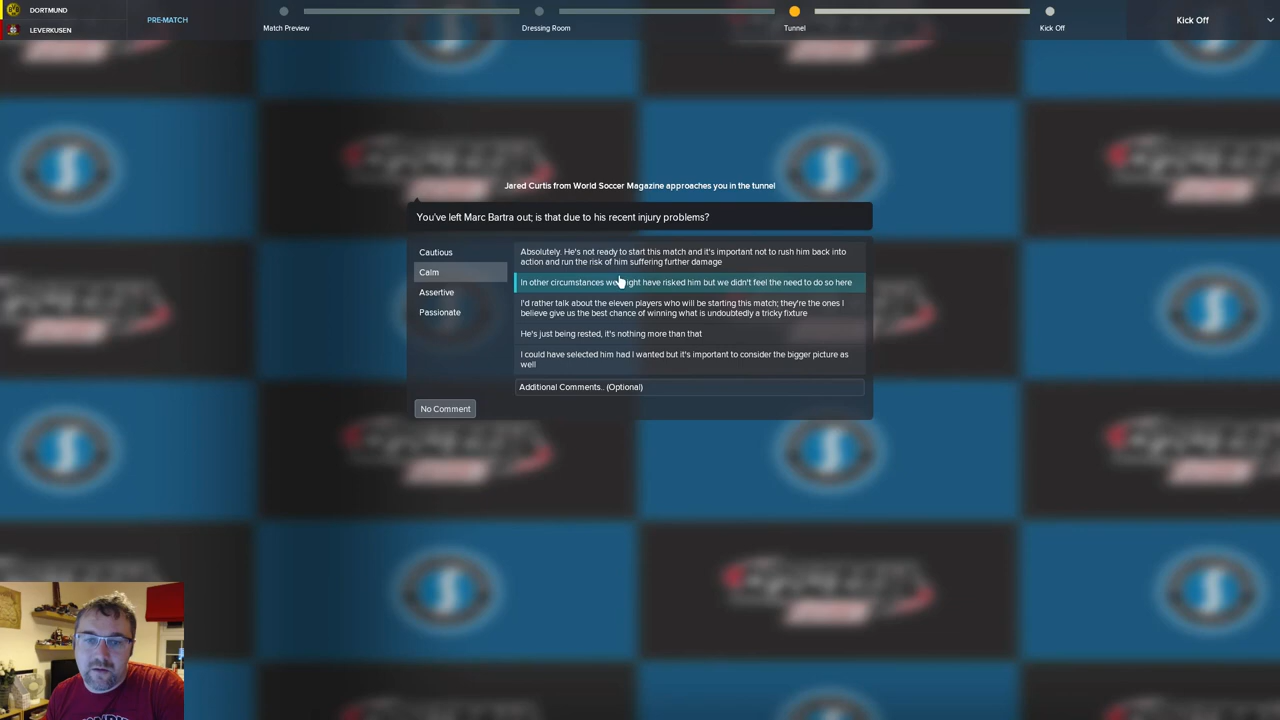 DORTMUND
LEVERKUSEN
PRE-MATCH
Match Preview
Dressing Room
Tunnel
Kick Off
Kick Off
Jared Curtis from World Soccer Magazine approaches you in the tunnel
You've left Marc Bartra out; is that due to his recent injury problems?
Cautious
Calm
Assertive
Passionate
Absolutely. He's not ready to start this match and it's important not to rush him back into
action and run the risk of him suffering further damage
In other circumstances we might have risked him but we didn't feel the need to do so here
I'd rather talk about the eleven players who will be starting this match; they're the ones I
believe give us the best chance of winning what is undoubtedly a tricky fixture
He's just being rested, it's nothing more than that
I could have selected him had I wanted but it's important to consider the bigger picture as
well
Additional Comments.. (Optional)
No Comment